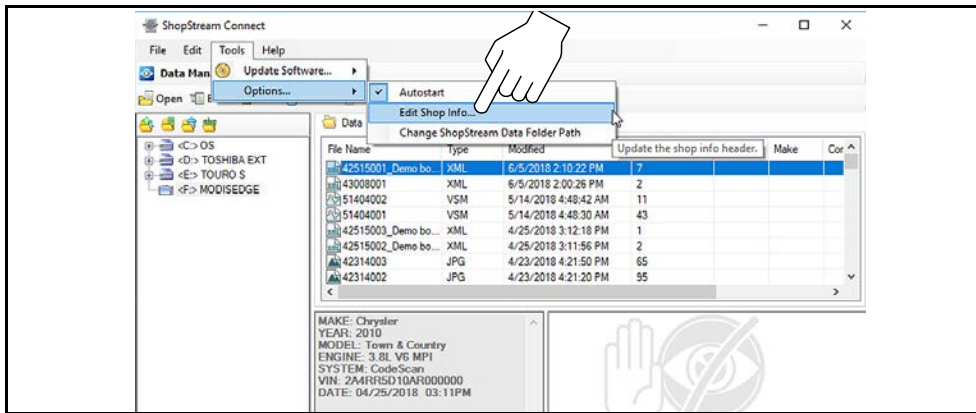 ShopStream Connect
File Edit Tools Help
Data Man
Update Software...
Open
Options...
Autostart
Edit Shop Info...
Change ShopStream Data Folder Path
Update the shop info header.
Data
<C:> OS
<D:> TOSHIBA EXT
<E:> TOURO S
<F:> MODISEDGE
File Name Type Modified Make Cor
42515001_Demo bo... XML 6/5/2018 2:10:22 PM 7
43008001 XML 6/5/2018 2:00:26 PM 2
51404002 VSM 5/14/2018 4:48:42 AM 11
51404001 VSM 5/14/2018 4:48:30 AM 43
42515003_Demo bo... XML 4/25/2018 3:12:18 PM 1
42515002_Demo bo... XML 4/25/2018 3:11:56 PM 2
42314003 JPG 4/23/2018 4:21:50 PM 65
42314002 JPG 4/23/2018 4:21:20 PM 95
MAKE: Chrysler
YEAR: 2010
MODEL: Town & Country
ENGINE: 3.8L V6 MPI
SYSTEM: CodeScan
VIN: 2A4RR5D10AR000000
DATE: 04/25/2018 03:11PM